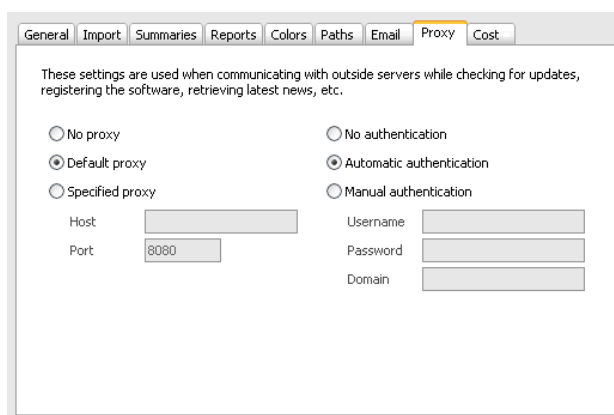 General Import Summaries Reports Colors Paths Email Proxy Cost
These settings are used when communicating with outside servers while checking for updates,
registering the software, retrieving latest news, etc.
No proxy No authentication
Default proxy Automatic authentication
Specified proxy Manual authentication
Host Username
Port 8080 Password
Domain